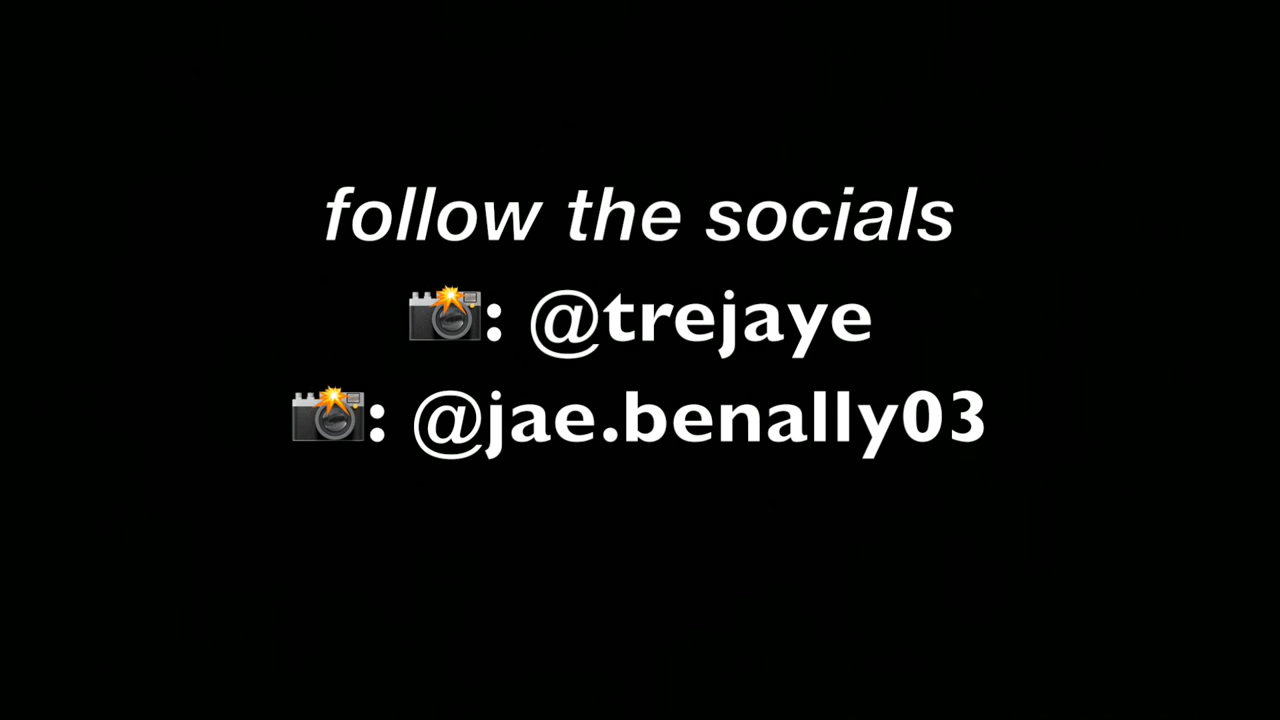 follow the socials
📸: @trejaye
📸: @jae.benally03